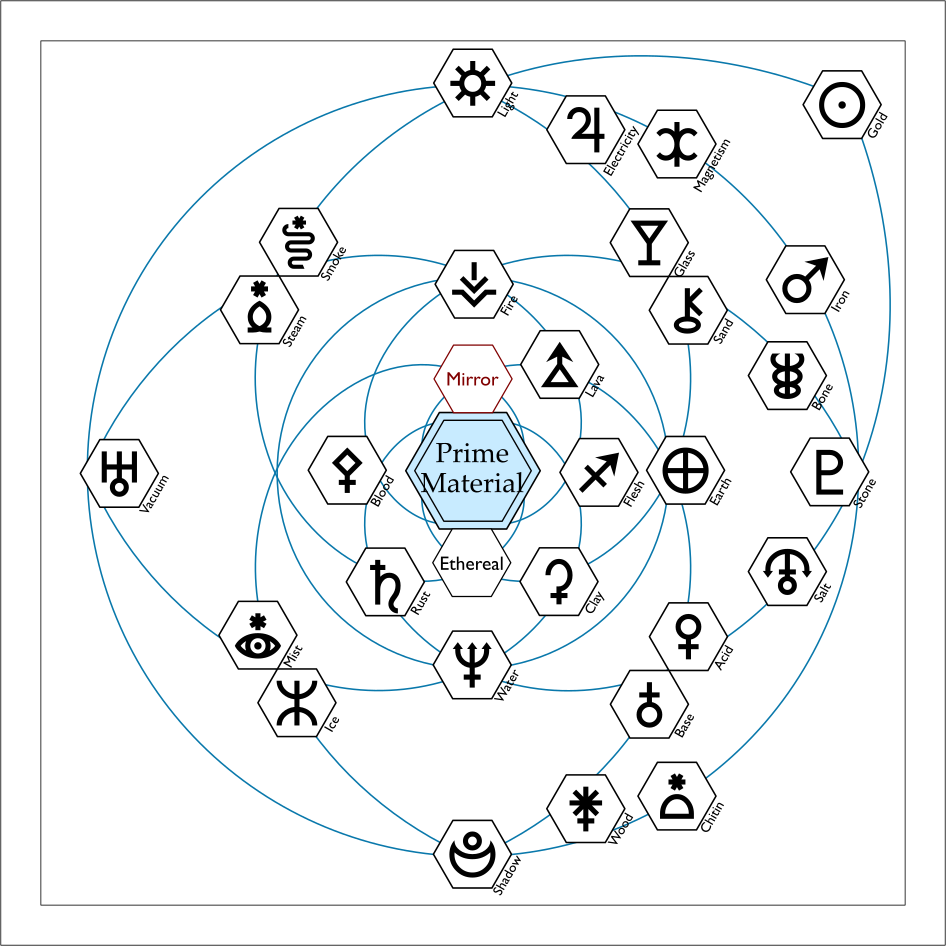 Light
Gold
Electricity
Magnetism
Smoke
Glass
Steam
Fire
Sand
Iron
Mirror
Lava
Bone
Prime
Material
Vacuum
Blood
Flesh
Earth
Stone
Ethereal
Rust
Clay
Salt
Mist
Ice
Water
Acid
Base
Shadow
Wood
Chitin